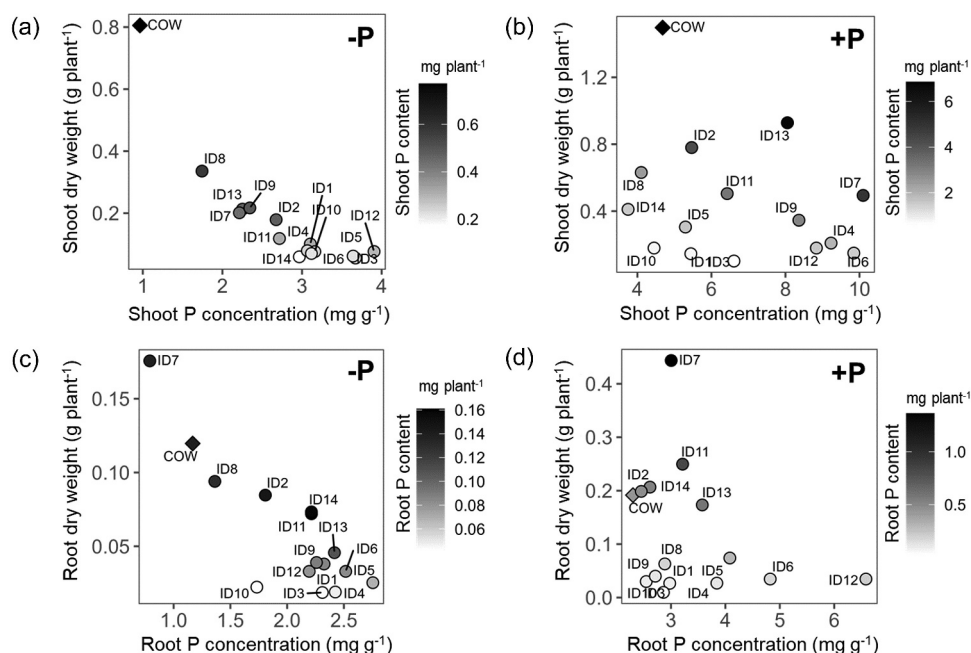 (a)
-P
COW
ID8
ID13
ID9
ID7
ID2
ID1
ID10
ID11
ID4
ID14
ID12
ID5
ID6
ID3
0.8
0.6
0.4
0.2
1
2
3
4
Shoot dry weight (g plant-1)
Shoot P concentration (mg g-1)
mg plant-1
Shoot P content
0.6
0.4
0.2
(b)
+P
COW
ID2
ID13
ID8
ID11
ID7
ID14
ID5
ID9
ID4
ID10
ID1
ID3
ID12
ID6
1.2
0.8
0.4
4
6
8
10
Shoot dry weight (g plant-1)
Shoot P concentration (mg g-1)
mg plant-1
Shoot P content
6
4
2
(c)
-P
ID7
COW
ID8
ID2
ID14
ID11
ID13
ID9
ID6
ID12
ID1
ID5
ID10
ID3
ID4
0.15
0.10
0.05
1.0
1.5
2.0
2.5
Root dry weight (g plant-1)
Root P concentration (mg g-1)
mg plant-1
Root P content
0.16
0.14
0.12
0.10
0.08
0.06
(d)
+P
ID7
ID11
ID2
ID14
COW
ID13
ID8
ID9
ID1
ID5
ID6
ID10
ID3
ID4
ID12
0.4
0.3
0.2
0.1
0.0
3
4
5
6
Root dry weight (g plant-1)
Root P concentration (mg g-1)
mg plant-1
Root P content
1.0
0.5